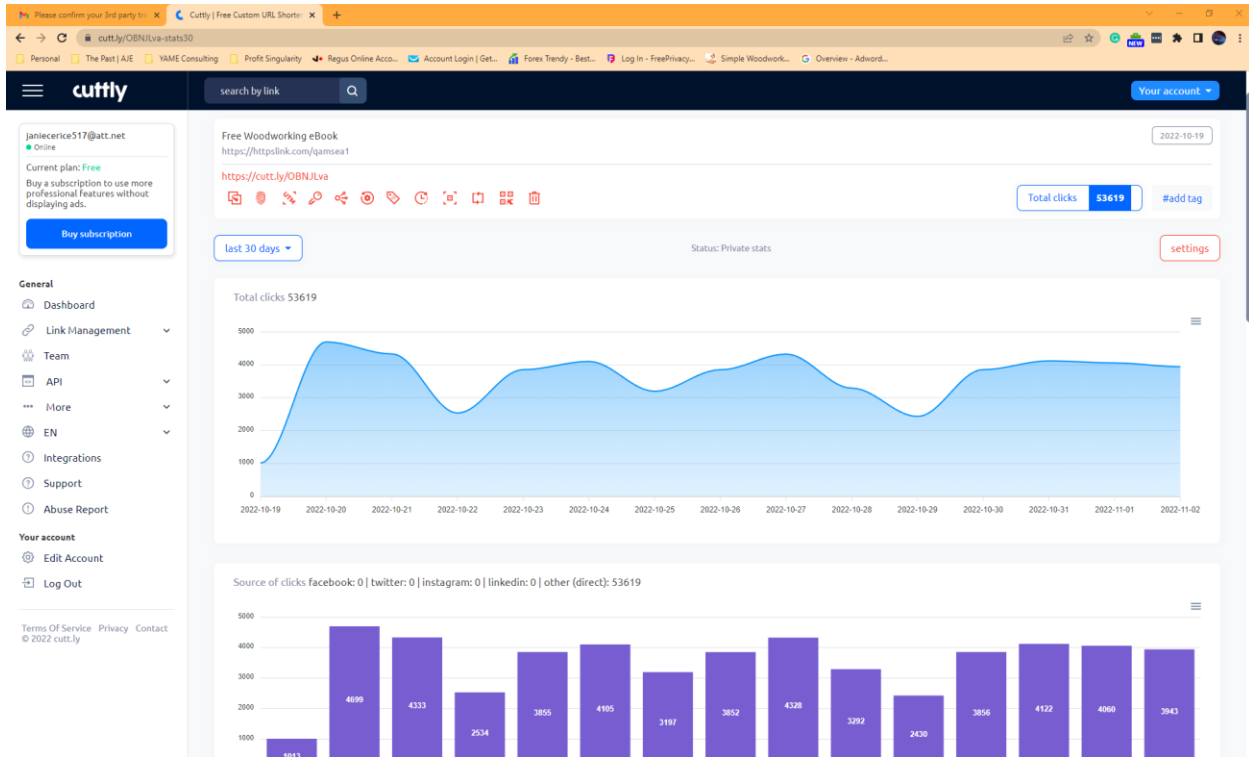 Please confirm your 3rd party tr
Cuttly | Free Custom URL Shorter
cutt.ly/OBNJLva-stats30
NEW
Personal The Past | AJE YAME Consulting Profit Singularity Regus Online Acco... Account Login | Get... Forex Trendy - Best... Log In - FreePrivacy... Simple Woodwork... Overview - Adword...
cuttly
search by link
Your account
janiecerice517@att.net
Online
Current plan: Free
Buy a subscription to use more
professional features without
displaying ads.
Buy subscription
General
Dashboard
Link Management
Team
API
More
EN
Integrations
Support
Abuse Report
Your account
Edit Account
Log Out
Terms Of Service Privacy Contact
© 2022 cutt.ly
Free Woodworking eBook
2022-10-19
https://httpslink.com/qamsea1
https://cutt.ly/OBNJLva
Total clicks 53619
#add tag
last 30 days
Status: Private stats
settings
Total clicks 53619
5000
4000
3000
2000
1000
0
2022-10-19 2022-10-20 2022-10-21 2022-10-22 2022-10-23 2022-10-24 2022-10-25 2022-10-26 2022-10-27 2022-10-28 2022-10-29 2022-10-30 2022-10-31 2022-11-01 2022-11-02
Source of clicks facebook: 0 | twitter: 0 | instagram: 0 | linkedin: 0 | other (direct): 53619
5000
4000
3000
2000
1000
1013 4699 4333 2534 3855 4105 3197 3852 4328 3292 2430 3856 4122 4060 3943